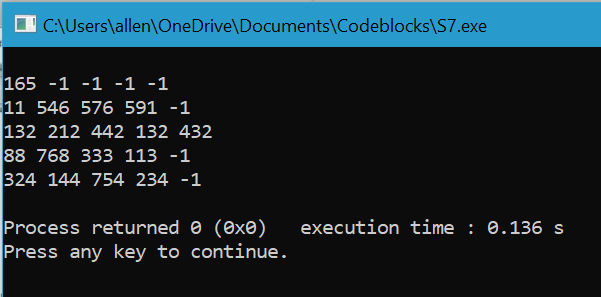 C:\Users\allen\OneDrive\Documents\Codeblocks\S7.exe
165 -1 -1 -1 -1
11 546 576 591 -1
132 212 442 132 432
88 768 333 113 -1
324 144 754 234 -1
Process returned 0 (0x0)   execution time : 0.136 s
Press any key to continue.